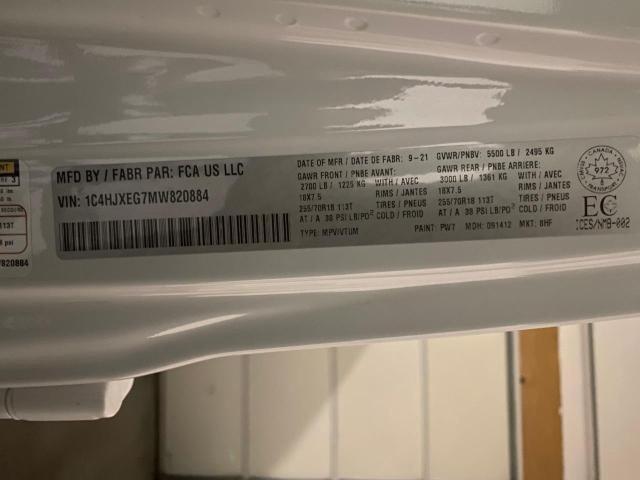 MFD BY / FABR PAR: FCA US LLC
VIN: 1C4HJXEG7MW820884
DATE OF MFR / DATE DE FABR: 9-21
GVWR/PNBV: 5500 LB / 2495 KG
GAWR FRONT / PNBE AVANT:
2700 LB / 1225 KG
WITH / AVEC
18X7.5
RIMS / JANTES
255/70R18 113T
TIRES / PNEUS
AT / A 38 PSI LB/PO²
COLD / FROID
GAWR REAR / PNBE ARRIERE:
3000 LB / 1361 KG
WITH / AVEC
18X7.5
RIMS / JANTES
255/70R18 113T
TIRES / PNEUS
AT / A 38 PSI LB/PO²
COLD / FROID
TYPE: MPV/VTUM
PAINT: PW7
MDH: 091412
MKT: BHF
CANADA
972
TRANSPORT
EC
ICES/NMB-002
113T
psi
820884